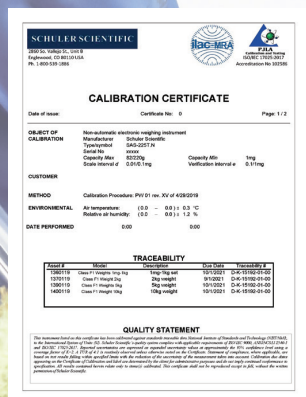 SCHULER SCIENTIFIC
2860 So. Vallejo St., Unit B
Englewood, CO 80110 USA
Ph. 1-800-539-1886
ilac-MRA
PJLA
Calibration and Testing
ISO/IEC 17025:2017
Accreditation No 102586
CALIBRATION CERTIFICATE
Date of issue: Certificate No: 0 Page: 1 / 2
OBJECT OF CALIBRATION Non-automatic electronic weighing instrument
Manufacturer Schuler Scientific
Type/symbol SAS-225T.IV
Serial No xxxxx
Capacity Max 82/220g Capacity Min 1mg
Scale interval d 0.01/0.1mg Verification interval e 0.1/1mg
CUSTOMER
METHOD Calibration Procedure: PW 01 rev. XV of 4/29/2019
ENVIRONMENTAL Air temperature: (0.0 – 0.0) ± 0.3 °C
Relative air humidity: (0.0 – 0.0) ± 1.2 %
DATE PERFORMED 0:00 0:00
TRACEABILITY
Asset # Model Description Due Date Traceability #
1360119 Class F1 Weights 1mg-1kg 1mg-1kg set 10/1/2021 D-K-15192-01-00
1370119 Class F1 Weight 2kg 2kg weight 9/1/2021 D-K-15192-01-00
1390119 Class F1 Weight 5kg 5kg weight 10/1/2021 D-K-15192-01-00
1400119 Class F1 Weight 10kg 10kg weight 10/1/2021 D-K-15192-01-00
QUALITY STATEMENT